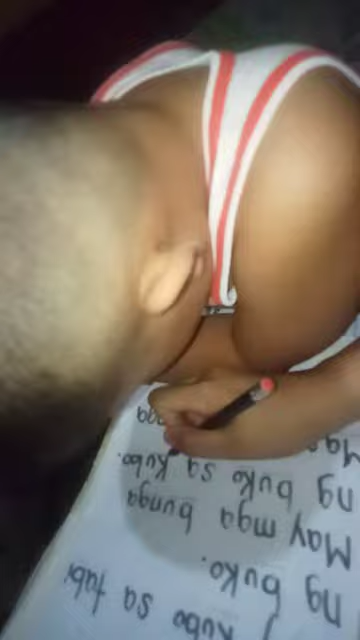 kubo sa tabi
ng buko.
May mga bunga
ng buko sa kubo.